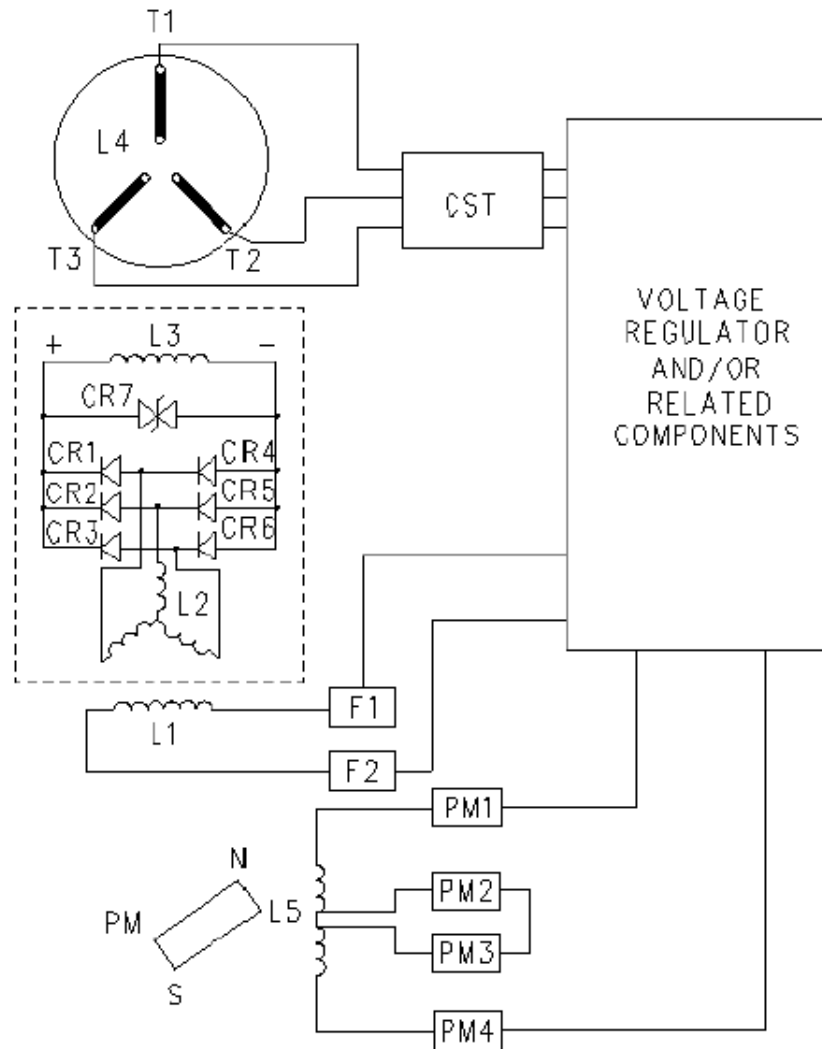 T1
L4
CST
T3
T2
VOLTAGE
REGULATOR
AND/OR
RELATED
COMPONENTS
+ L3 -
CR7
CR1 CR4
CR2 CR5
CR3 CR6
L2
F1
L1
F2
PM1
N
PM2
PM L5
PM3
S
PM4